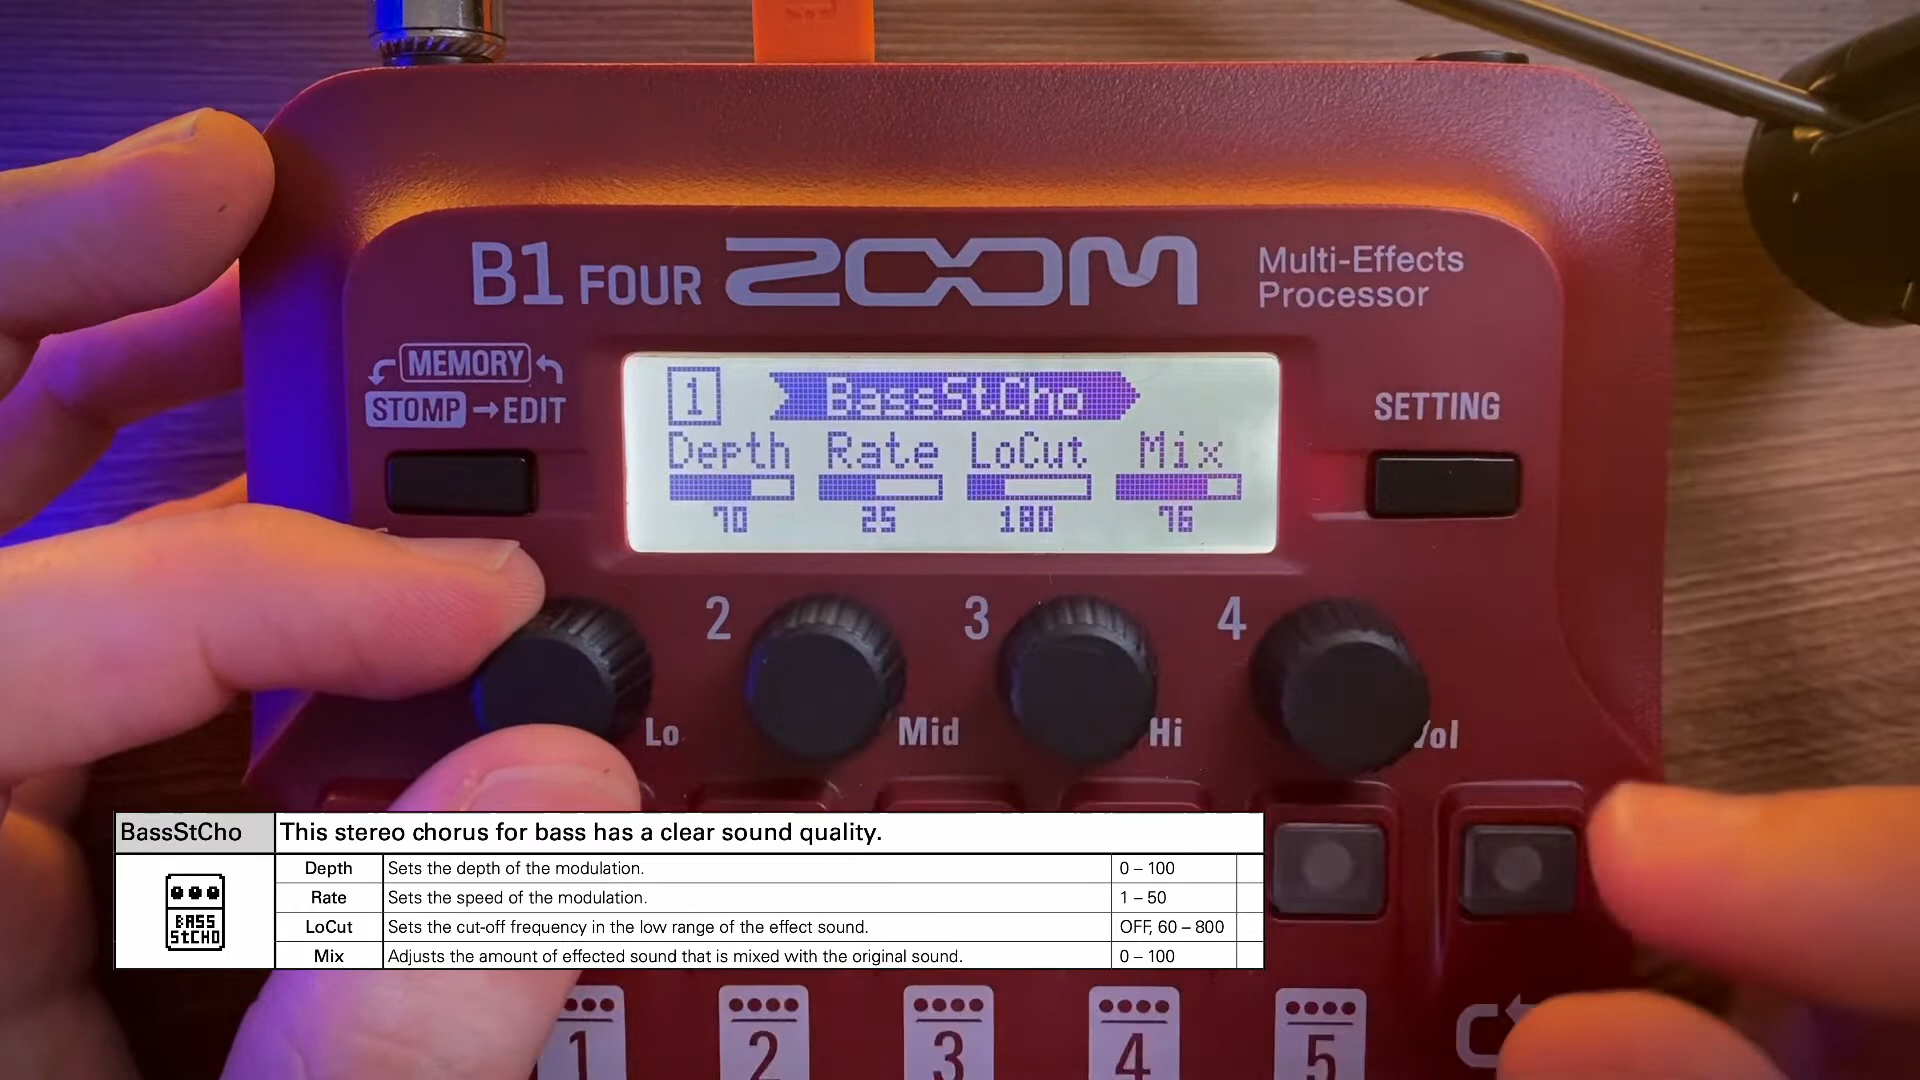 B1 FOUR ZOOM Multi-Effects
Processor
MEMORY
STOMP → EDIT
SETTING
1 BassStCho
Depth Rate LoCut Mix
70 25 180 76
2 3 4
Lo Mid Hi Vol
BassStCho This stereo chorus for bass has a clear sound quality.
Depth Sets the depth of the modulation. 0 – 100
Rate Sets the speed of the modulation. 1 – 50
LoCut Sets the cut-off frequency in the low range of the effect sound. OFF, 60 – 800
Mix Adjusts the amount of effected sound that is mixed with the original sound. 0 – 100
BASS
StCHO
1 2 3 4 5